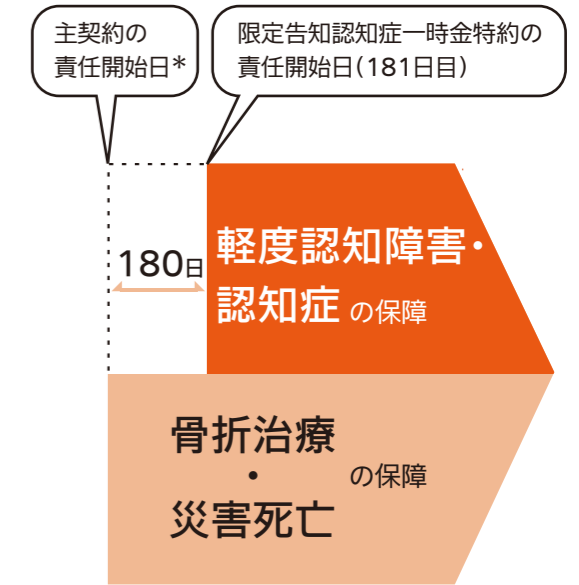 主契約の
責任開始日*
限定告知認知症一時金特約の
責任開始日(181日目)
180日
軽度認知障害・
認知症 の保障
骨折治療
・
災害死亡
の保障